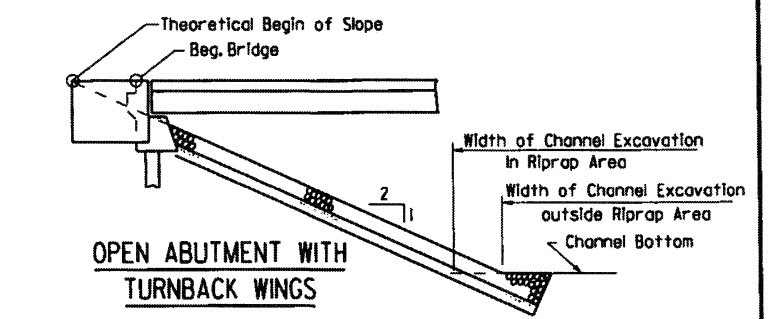 Theoretical Begin of Slope
Beg. Bridge
Width of Channel Excavation
in Riprap Area
Width of Channel Excavation
outside Riprap Area
Channel Bottom
2
1
OPEN ABUTMENT WITH
TURNBACK WINGS